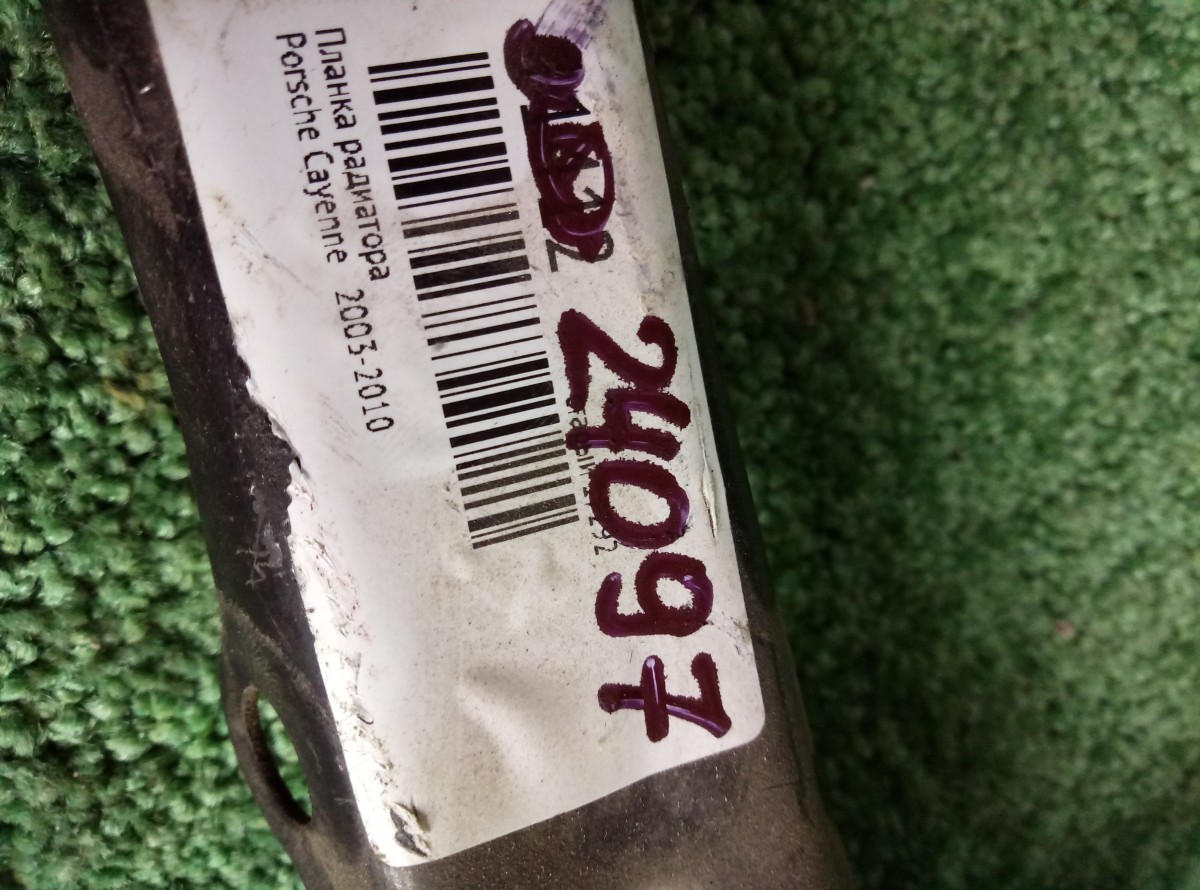 24097
Планка радиатора
Porsche Cayenne 2003-2010